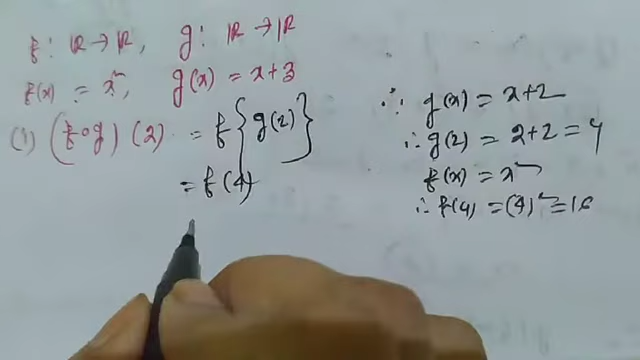 f : ℝ → ℝ, g : ℝ → ℝ
f(x) = x², g(x) = x+3
(1) (f∘g) (2) = f{g(2)}
= f(4)
∵ g(x) = x+2
∴ g(2) = 2+2 = 4
f(x) = x²
∴ f(4) = (4)² = 16